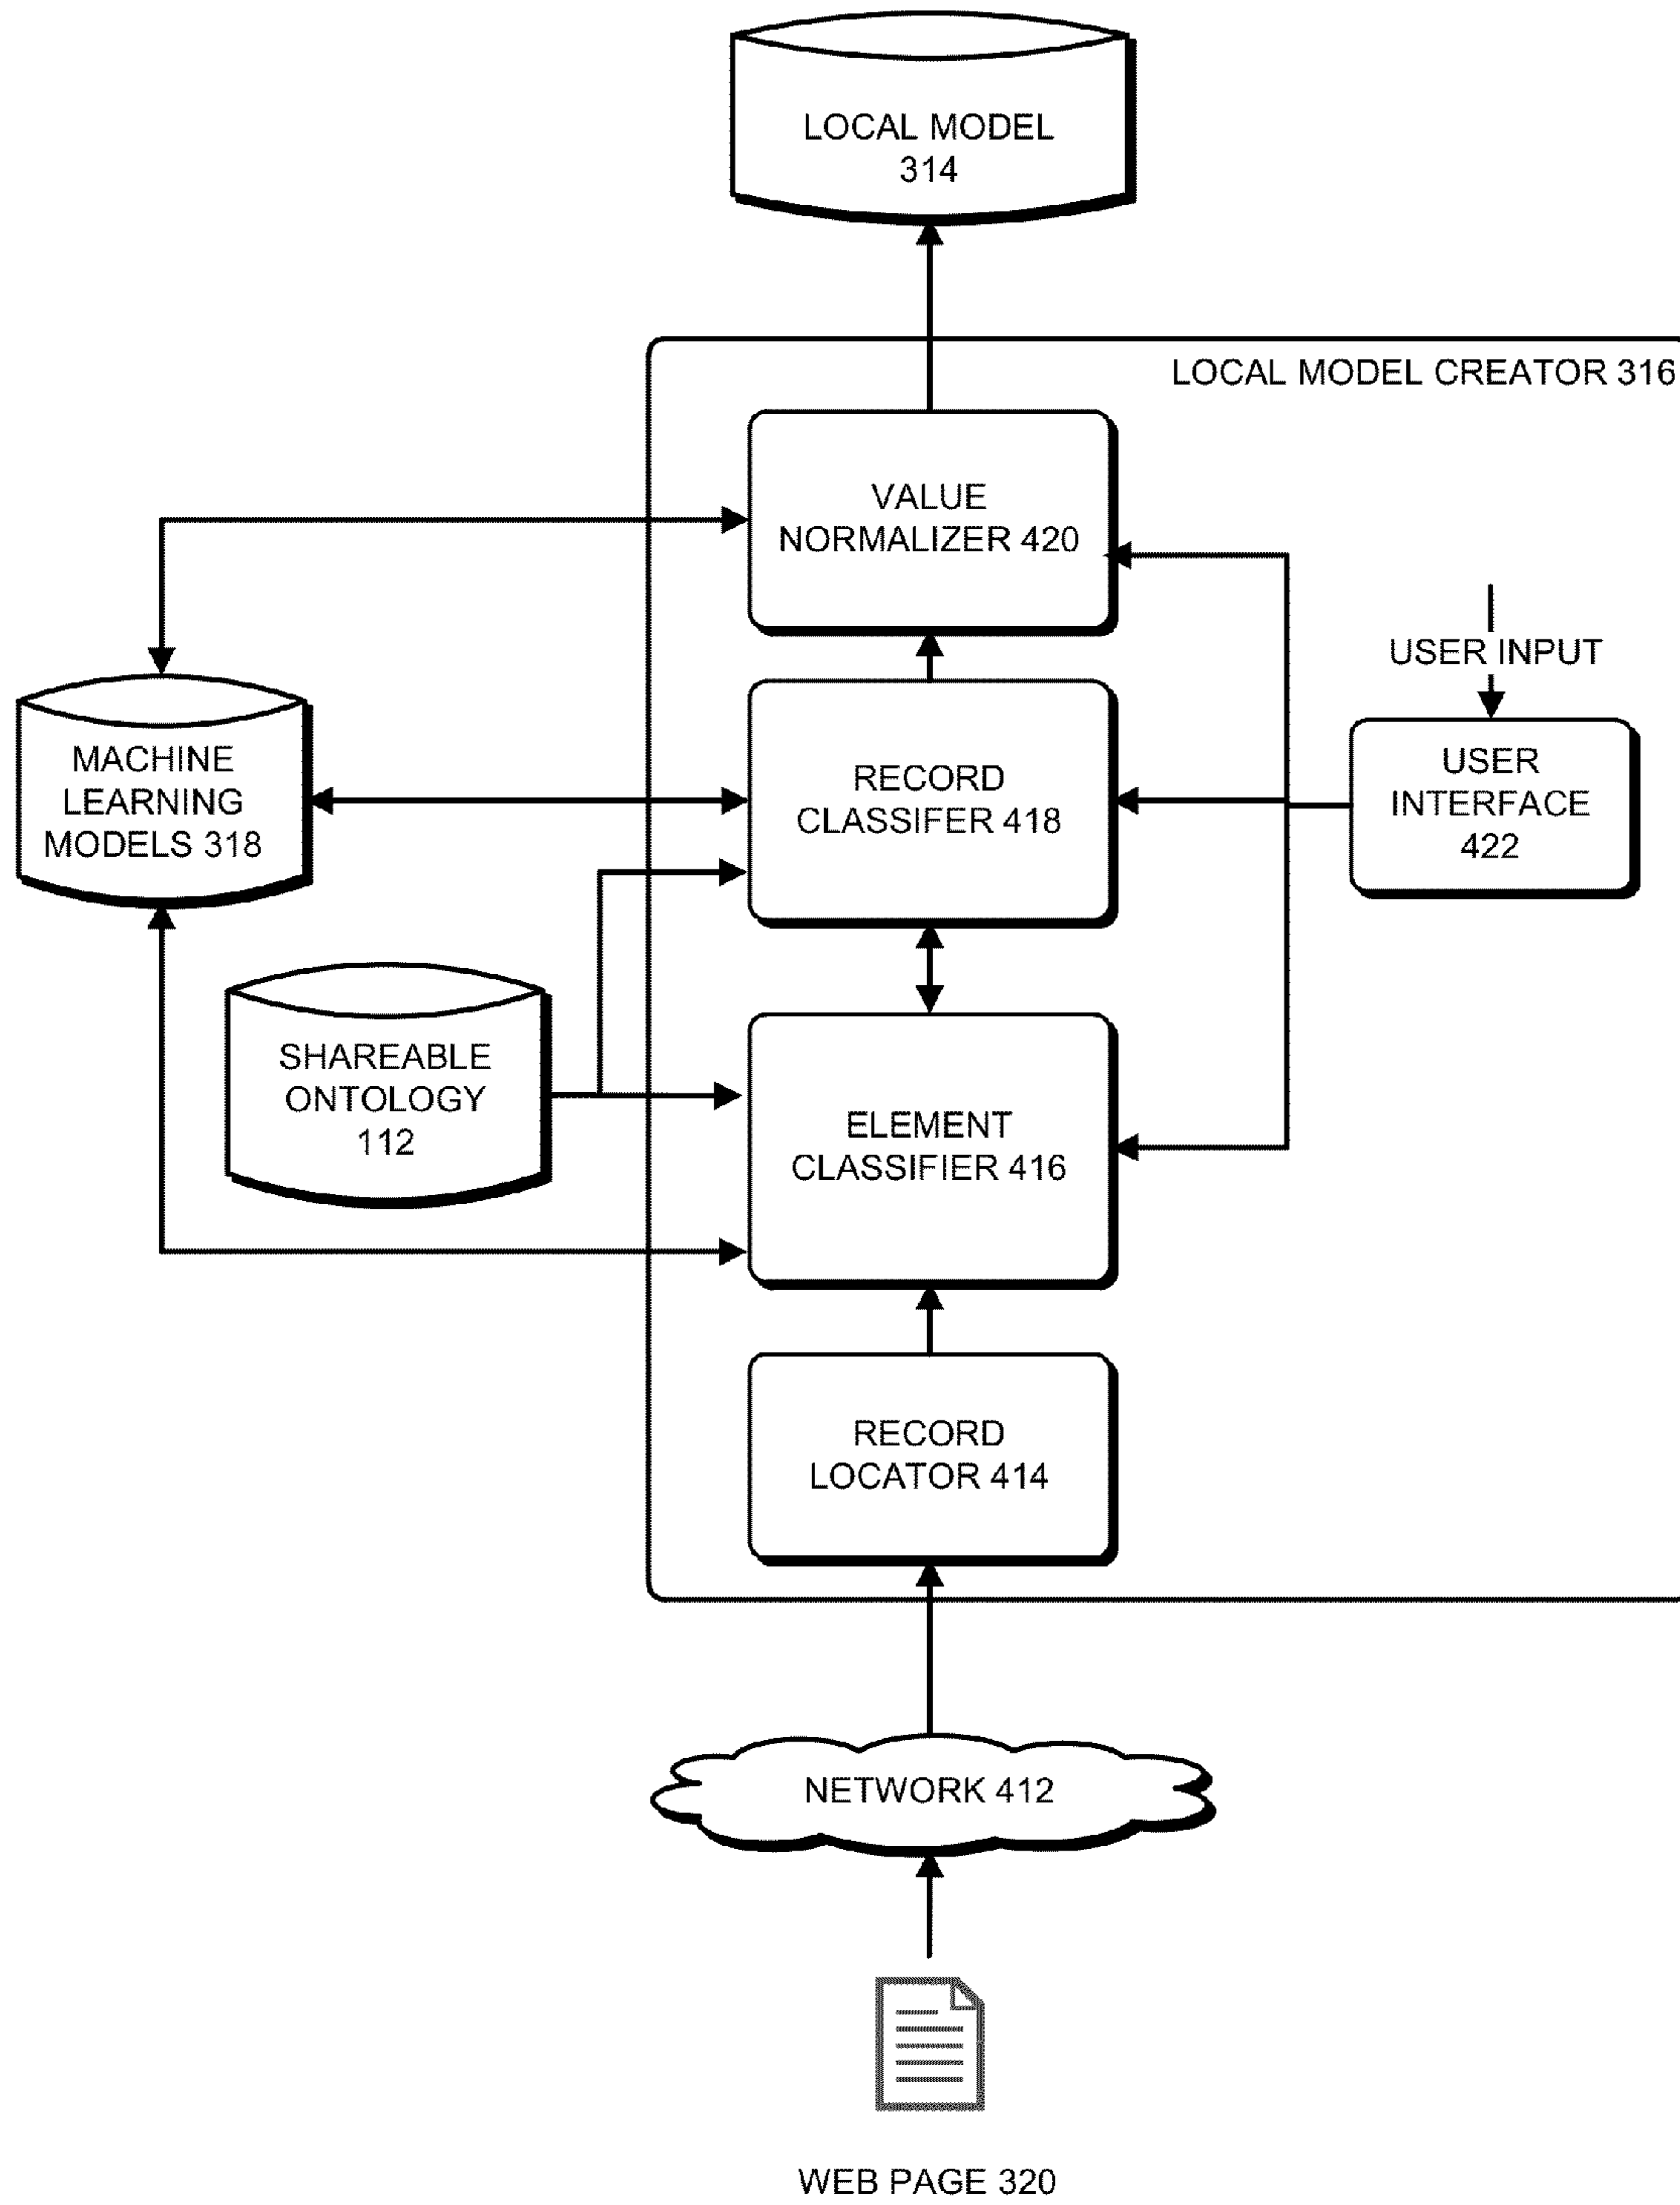 LOCAL MODEL
314
LOCAL MODEL CREATOR 316
VALUE
NORMALIZER 420
USER INPUT
MACHINE
LEARNING
MODELS 318
RECORD
CLASSIFER 418
USER
INTERFACE
422
SHAREABLE
ONTOLOGY
112
ELEMENT
CLASSIFIER 416
RECORD
LOCATOR 414
NETWORK 412
WEB PAGE 320